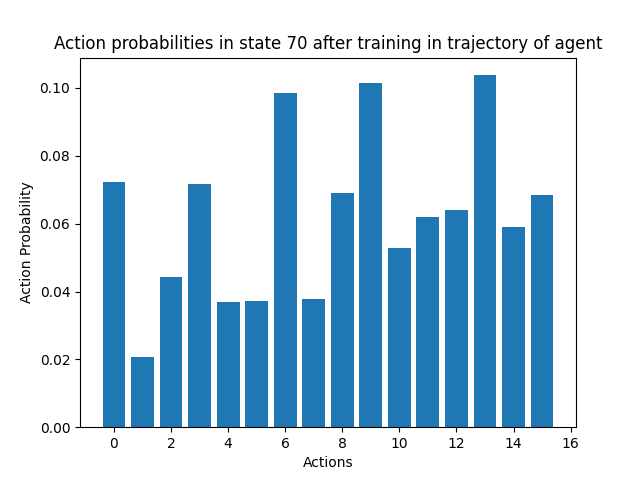 Action probabilities in state 70 after training in trajectory of agent
0.10
0.08
0.06
0.04
0.02
0.00
Action Probability
0 2 4 6 8 10 12 14 16
Actions